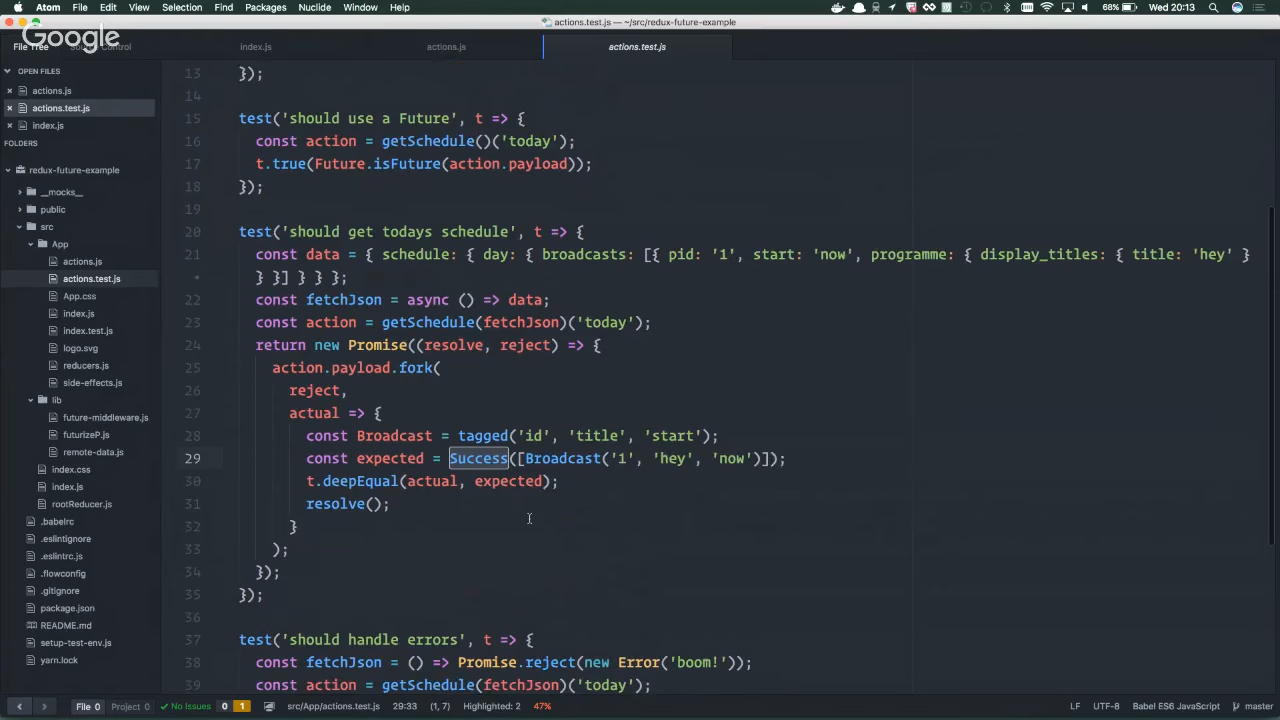 Atom File Edit View Selection Find Packages Nuclide Window Help 68% Wed 20:13
actions.test.js — ~/src/redux-future-example
Google
File Tree Control index.js actions.js actions.test.js
OPEN FILES
actions.js
actions.test.js
index.js
FOLDERS
redux-future-example
__mocks__
public
src
App
actions.js
actions.test.js
App.css
index.js
index.test.js
logo.svg
reducers.js
side-effects.js
lib
future-middleware.js
futurizeP.js
remote-data.js
index.css
index.js
rootReducer.js
.babelrc
.eslintignore
.eslintrc.js
.flowconfig
.gitignore
package.json
README.md
setup-test-env.js
yarn.lock
13 });
14
15 test('should use a Future', t => {
16 const action = getSchedule()('today');
17 t.true(Future.isFuture(action.payload));
18 });
19
20 test('should get todays schedule', t => {
21 const data = { schedule: { day: { broadcasts: [{ pid: '1', start: 'now', programme: { display_titles: { title: 'hey' }
• } }] } } };
22 const fetchJson = async () => data;
23 const action = getSchedule(fetchJson)('today');
24 return new Promise((resolve, reject) => {
25 action.payload.fork(
26 reject,
27 actual => {
28 const Broadcast = tagged('id', 'title', 'start');
29 const expected = Success([Broadcast('1', 'hey', 'now')]);
30 t.deepEqual(actual, expected);
31 resolve();
32 }
33 );
34 });
35 });
36
37 test('should handle errors', t => {
38 const fetchJson = () => Promise.reject(new Error('boom!'));
39 const action = getSchedule(fetchJson)('today');
File 0 Project 0 No Issues 0 1 src/App/actions.test.js 29:33 (1, 7) Highlighted: 2 47% LF UTF-8 Babel ES6 JavaScript master